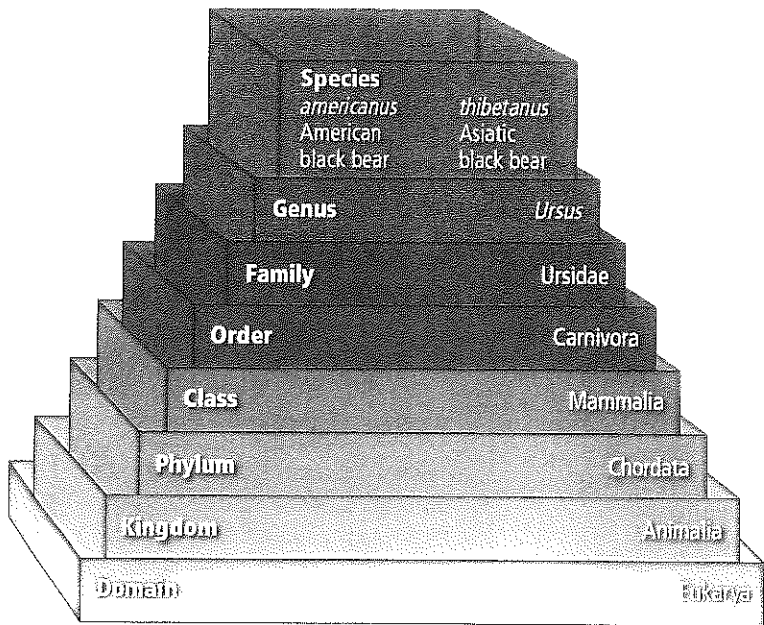 Species
americanus thibetanus
American Asiatic
black bear black bear
Genus Ursus
Family Ursidae
Order Carnivora
Class Mammalia
Phylum Chordata
Kingdom Animalia
Domain Eukarya